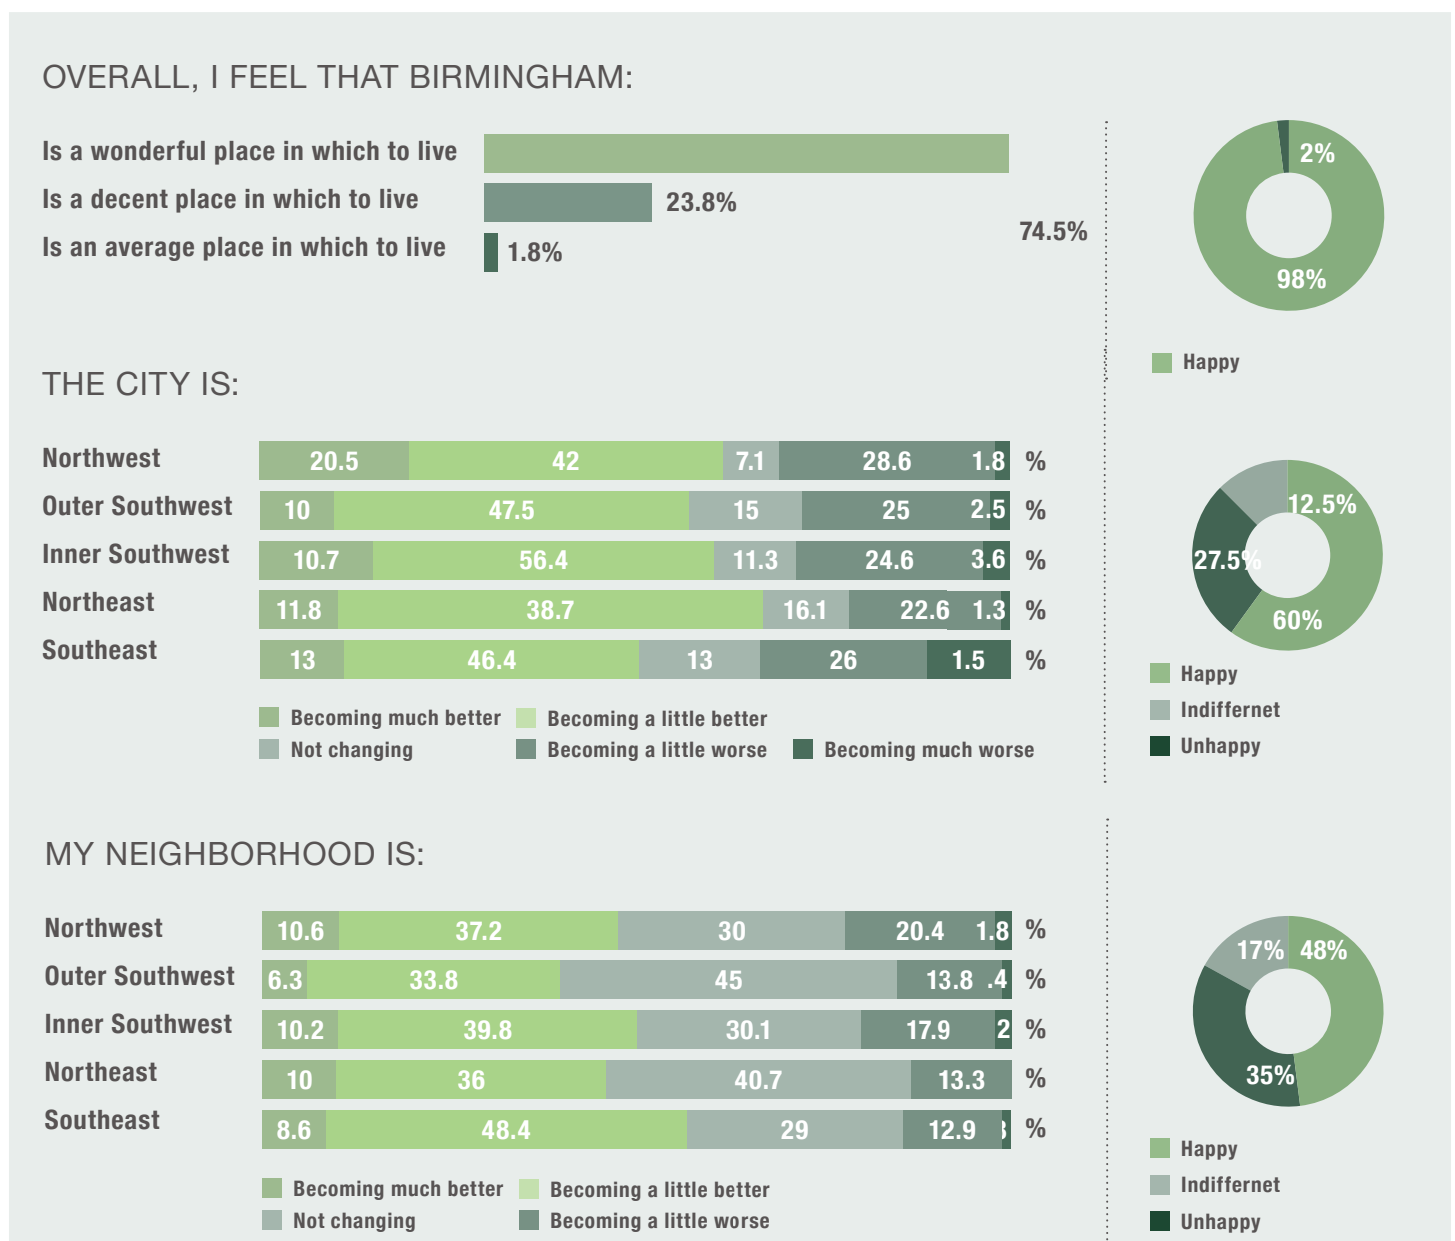 OVERALL, I FEEL THAT BIRMINGHAM:
Is a wonderful place in which to live
Is a decent place in which to live 23.8%
74.5%
Is an average place in which to live 1.8%
2%
98%
Happy
THE CITY IS:
Northwest 20.5 42 7.1 28.6 1.8 %
Outer Southwest 10 47.5 15 25 2.5 %
Inner Southwest 10.7 56.4 11.3 24.6 3.6 %
Northeast 11.8 38.7 16.1 22.6 1.3 %
Southeast 13 46.4 13 26 1.5 %
Becoming much better Becoming a little better
Not changing Becoming a little worse Becoming much worse
12.5%
27.5%
60%
Happy
Indiffernet
Unhappy
MY NEIGHBORHOOD IS:
Northwest 10.6 37.2 30 20.4 1.8 %
Outer Southwest 6.3 33.8 45 13.8 .4 %
Inner Southwest 10.2 39.8 30.1 17.9 2 %
Northeast 10 36 40.7 13.3 %
Southeast 8.6 48.4 29 12.9 %
Becoming much better Becoming a little better
Not changing Becoming a little worse
17% 48%
35%
Happy
Indiffernet
Unhappy